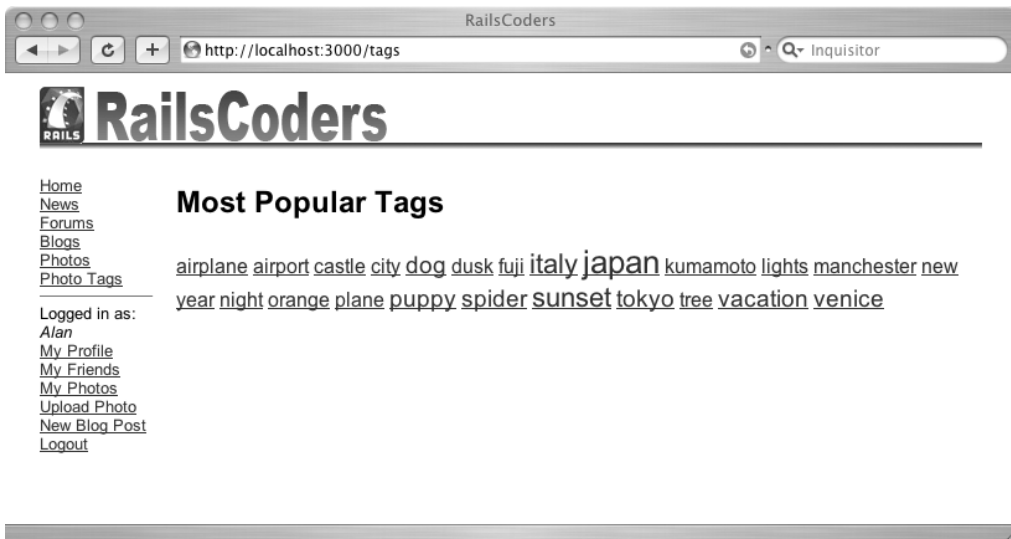 RailsCoders
http://localhost:3000/tags
Inquisitor
RAILS
RailsCoders
Home
News
Forums
Blogs
Photos
Photo Tags
Logged in as:
Alan
My Profile
My Friends
My Photos
Upload Photo
New Blog Post
Logout
Most Popular Tags
airplane airport castle city dog dusk fuji italy japan kumamoto lights manchester new
year night orange plane puppy spider sunset tokyo tree vacation venice